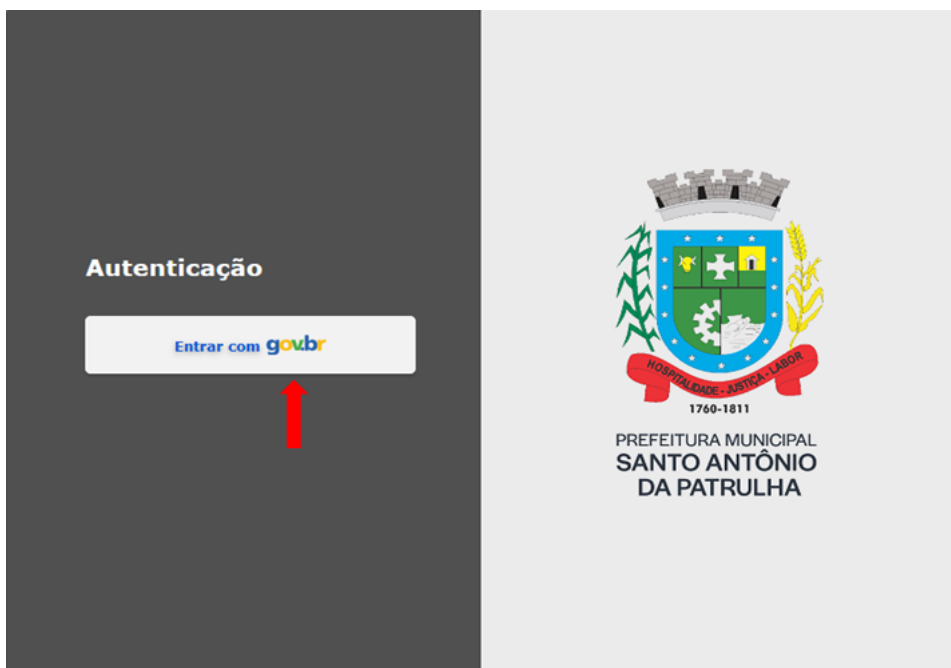 Autenticação
Entrar com gov.br
HOSPITALIDADE - JUSTIÇA - LABOR
1760-1811
PREFEITURA MUNICIPAL
SANTO ANTÔNIO
DA PATRULHA